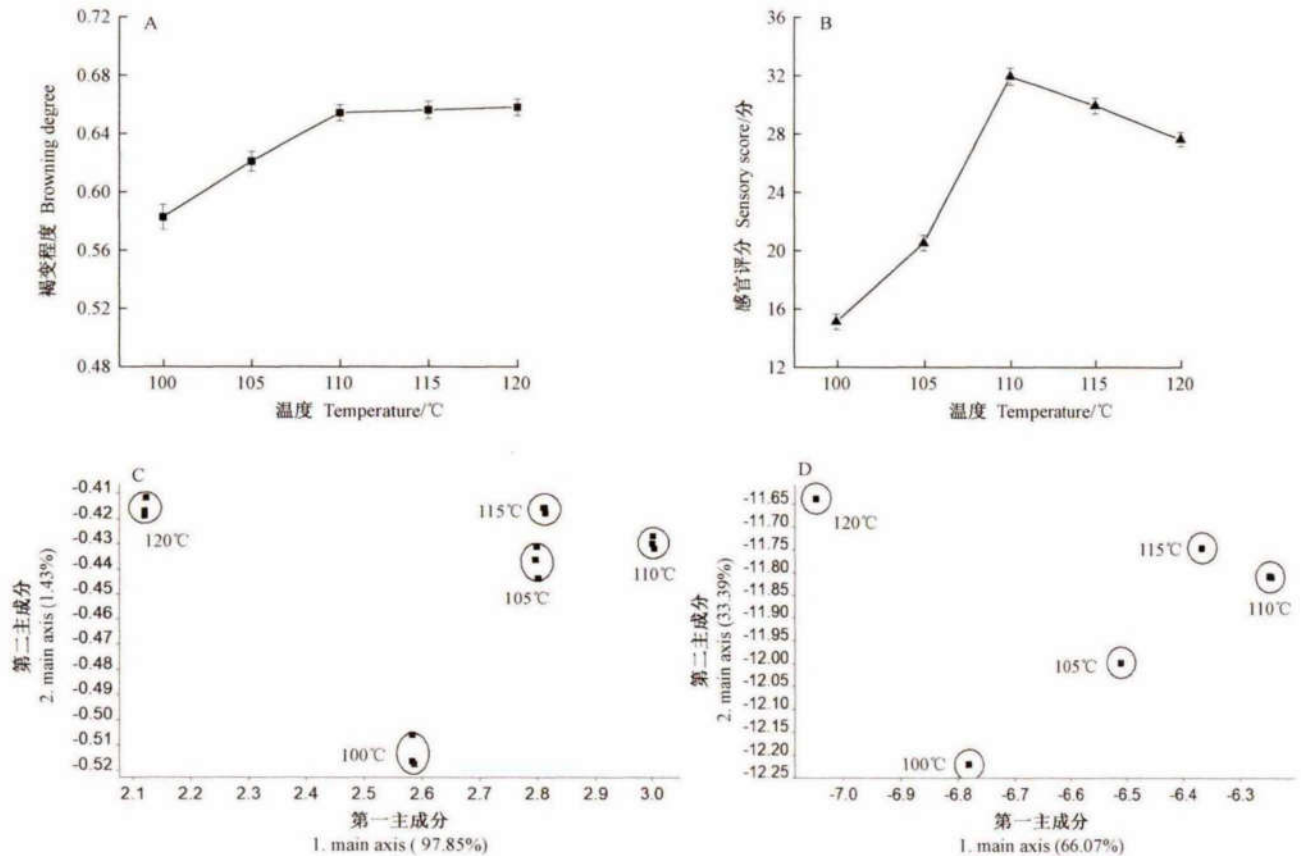 A
0.72
0.68
0.64
0.60
0.56
0.52
0.48
褐变程度 Browning degree
100 105 110 115 120
温度 Temperature/℃
B
36
32
28
24
20
16
12
感官评分 Sensory score/分
100 105 110 115 120
温度 Temperature/℃
C
-0.41
-0.42
-0.43
-0.44
-0.45
-0.46
-0.47
-0.48
-0.49
-0.50
-0.51
-0.52
第二主成分
2. main axis (1.43%)
120℃
115℃
105℃
110℃
100℃
2.1 2.2 2.3 2.4 2.5 2.6 2.7 2.8 2.9 3.0
第一主成分
1. main axis ( 97.85%)
D
-11.65
-11.70
-11.75
-11.80
-11.85
-11.90
-11.95
-12.00
-12.05
-12.10
-12.15
-12.20
-12.25
第二主成分
2. main axis (33.39%)
120℃
115℃
110℃
105℃
100℃
-7.0 -6.9 -6.8 -6.7 -6.6 -6.5 -6.4 -6.3
第一主成分
1. main axis (66.07%)